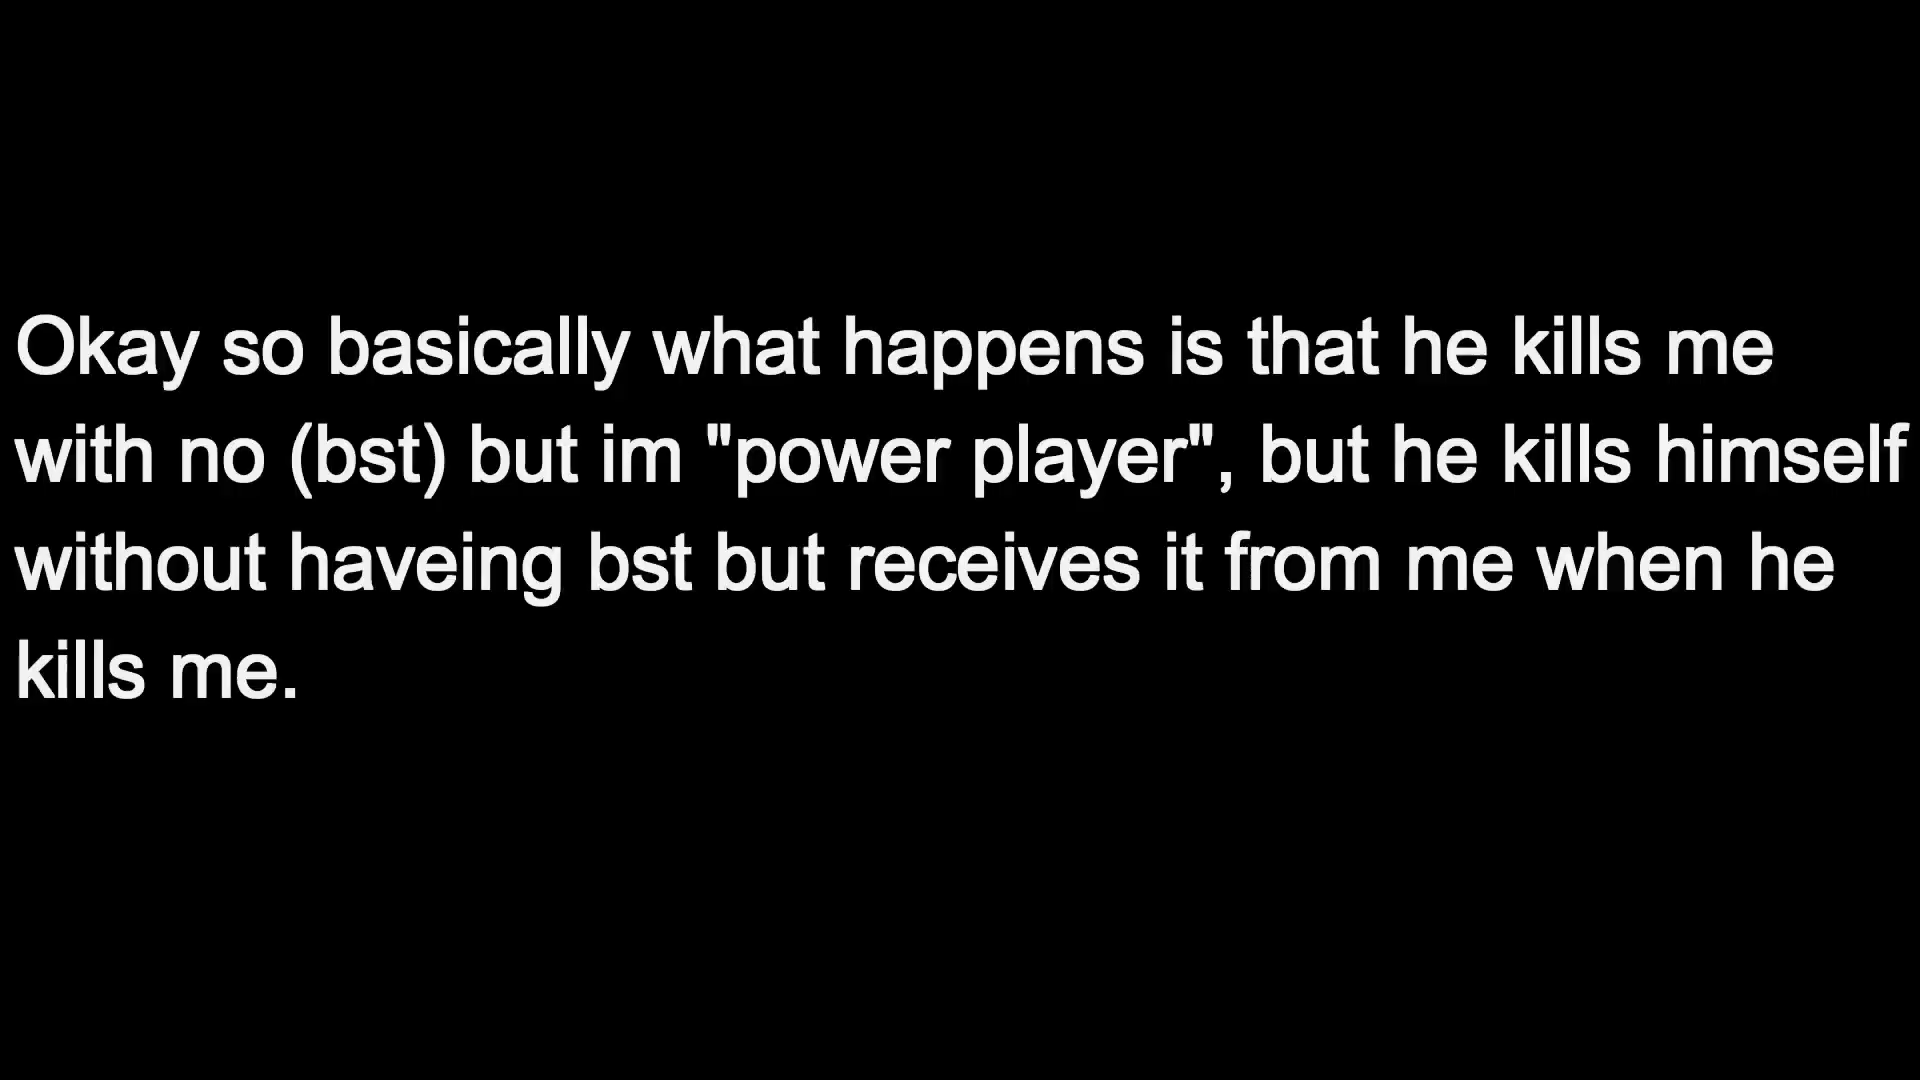 Okay so basically what happens is that he kills me
with no (bst) but im "power player", but he kills himself
without haveing bst but receives it from me when he
kills me.